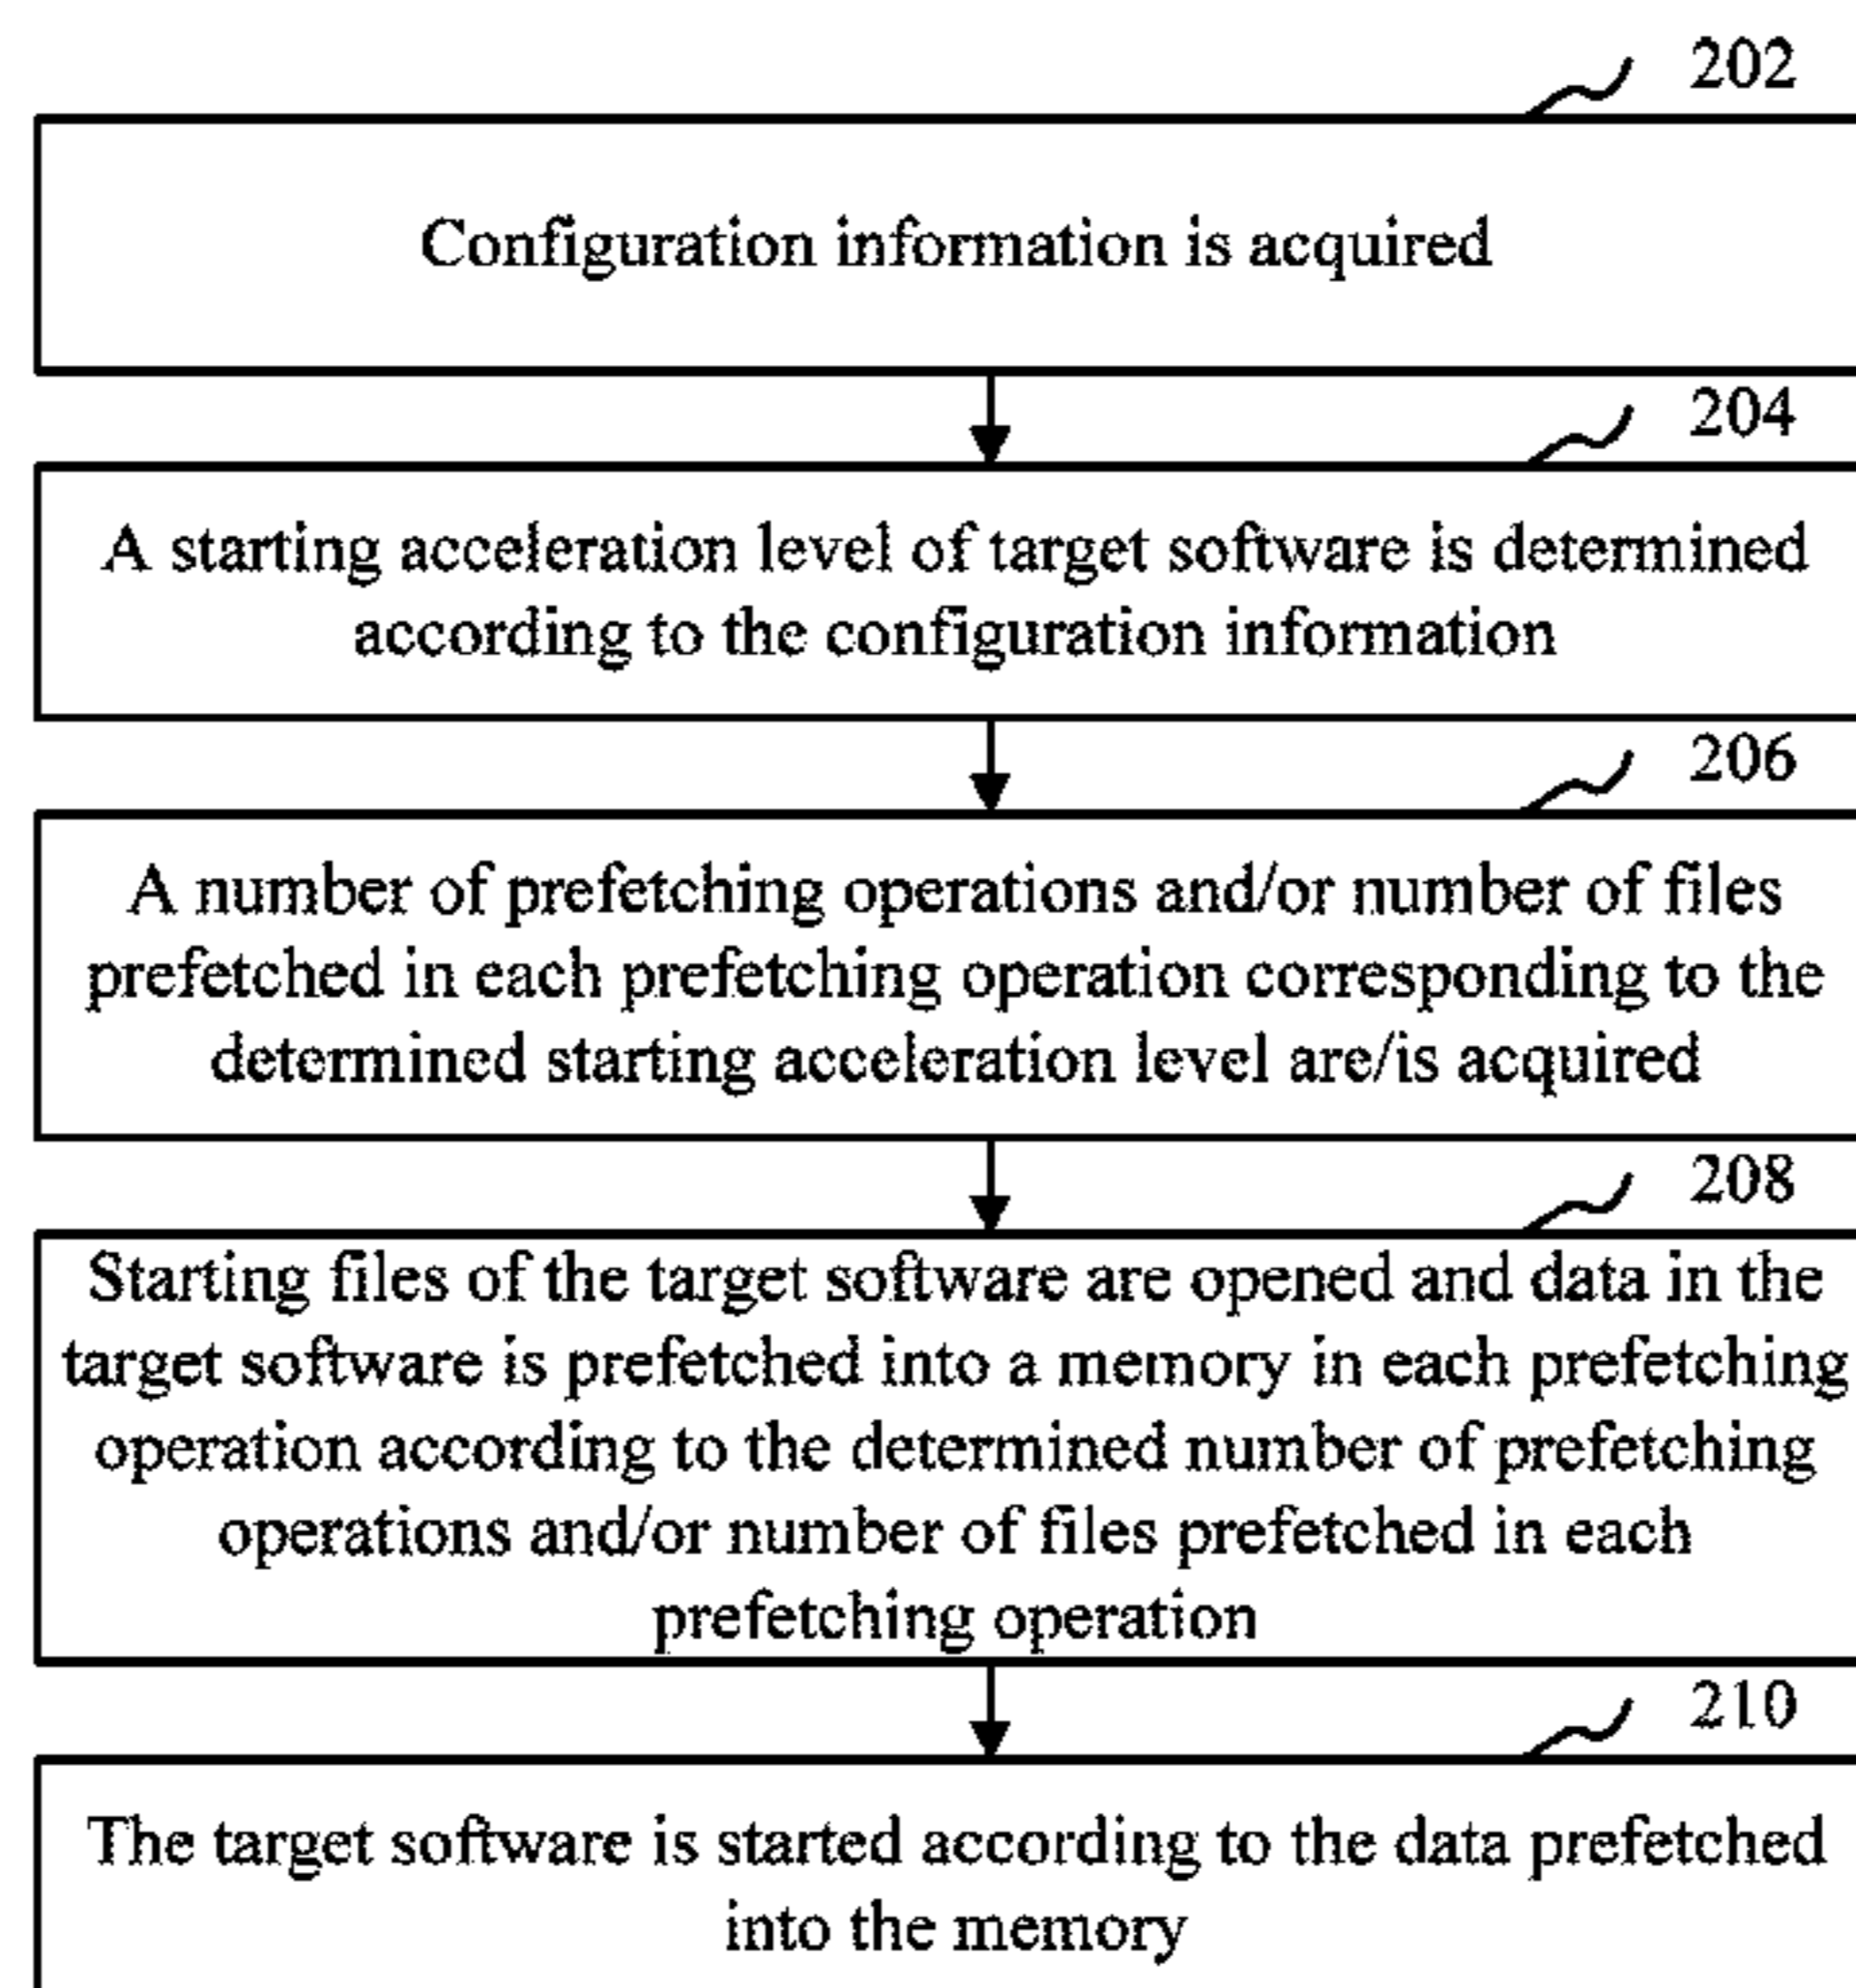 202
Configuration information is acquired
204
A starting acceleration level of target software is determined
according to the configuration information
206
A number of prefetching operations and/or number of files
prefetched in each prefetching operation corresponding to the
determined starting acceleration level are/is acquired
208
Starting files of the target software are opened and data in the
target software is prefetched into a memory in each prefetching
operation according to the determined number of prefetching
operations and/or number of files prefetched in each
prefetching operation
210
The target software is started according to the data prefetched
into the memory